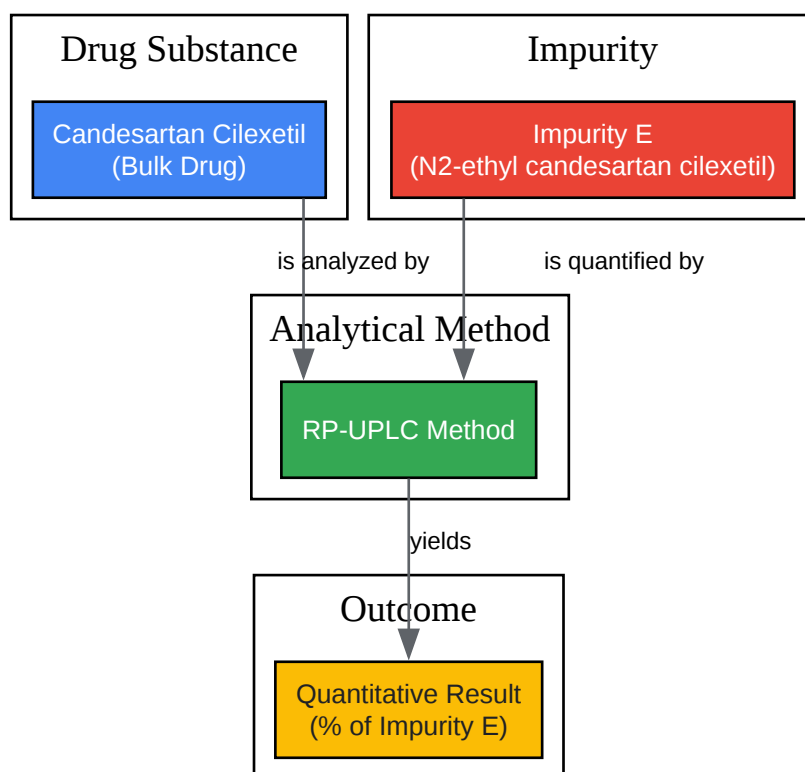 Drug Substance
Impurity
Candesartan Cilexetil
(Bulk Drug)
Impurity E
(N2-ethyl candesartan cilexetil)
is analyzed by
is quantified by
Analytical Method
RP-UPLC Method
yields
Outcome
Quantitative Result
(% of Impurity E)